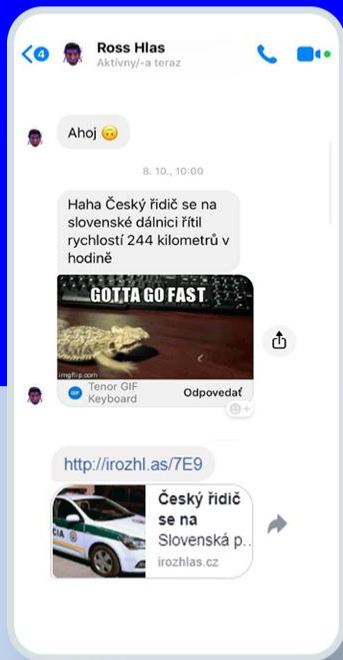 4
Ross Hlas
Aktívny/-a teraz
Ahoj 🙃
8. 10., 10:00
Haha Český řidič se na
slovenské dálnici řítil
rychlostí 244 kilometrů v
hodině
GOTTA GO FAST
imgflip.com
GIF
Tenor GIF
Keyboard
Odpovedať
http://irozhl.as/7E9
CIA
Český řidič
se na
Slovenská p..
irozhlas.cz